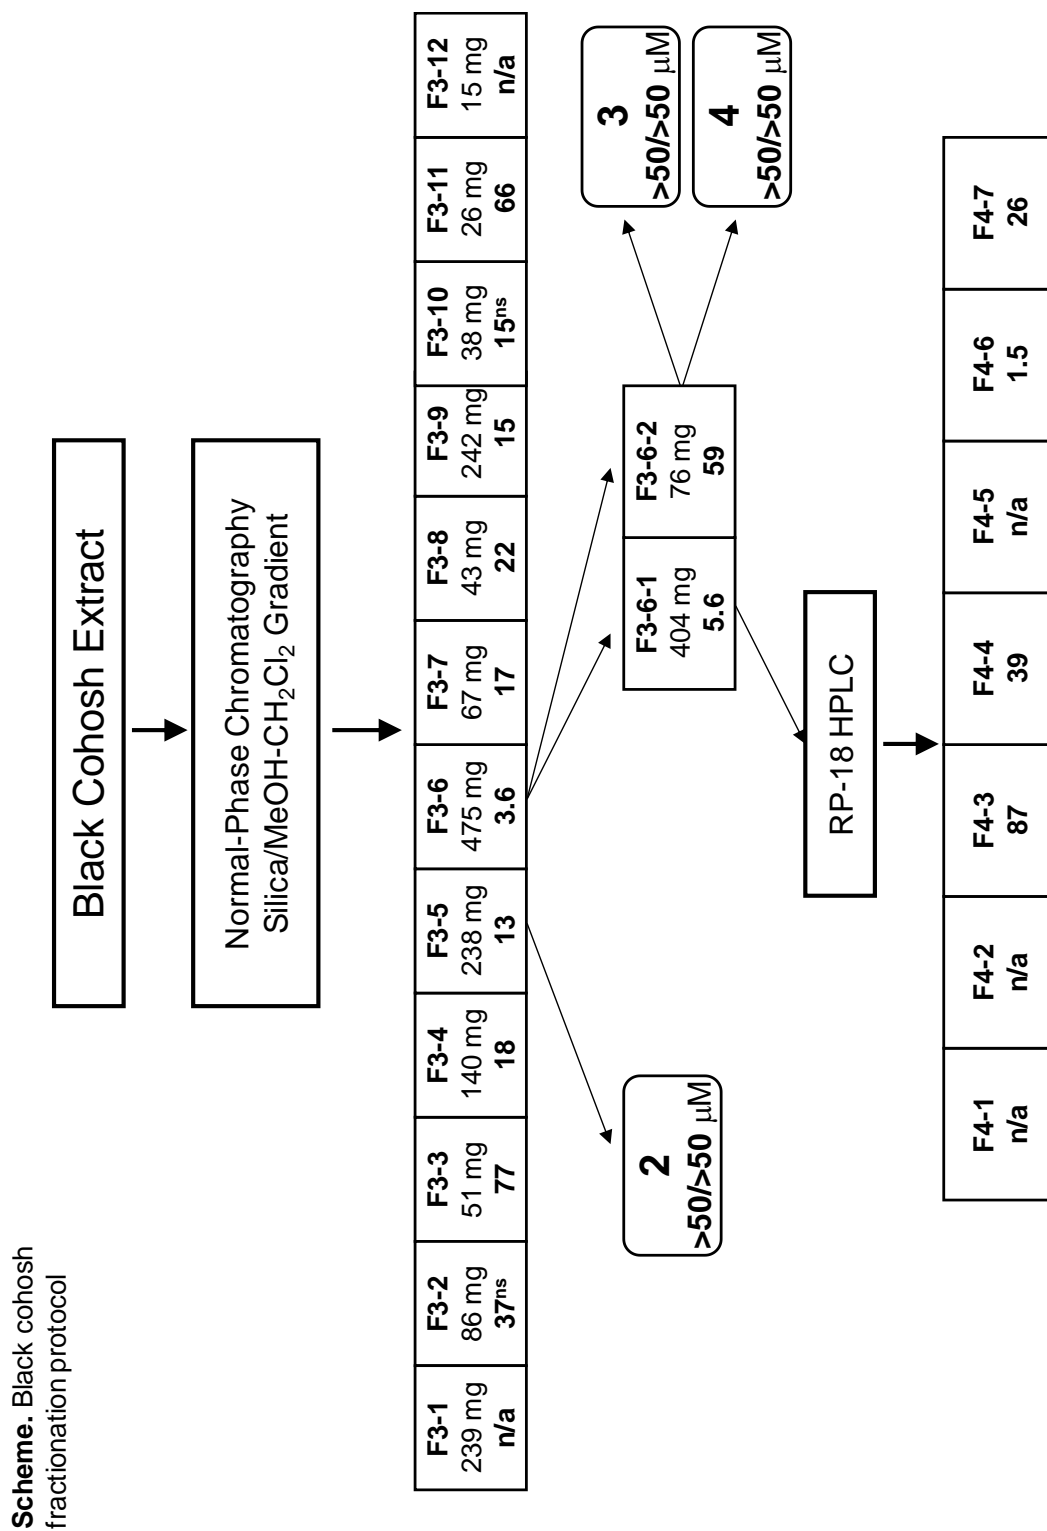 Scheme. Black cohosh
fractionation protocol
Black Cohosh Extract
Normal-Phase Chromatography
Silica/MeOH-CH₂Cl₂ Gradient
F3-1
239 mg
n/a
F3-2
86 mg
37ⁿˢ
F3-3
51 mg
77
F3-4
140 mg
18
F3-5
238 mg
13
F3-6
475 mg
3.6
F3-7
67 mg
17
F3-8
43 mg
22
F3-9
242 mg
15
F3-10
38 mg
15ⁿˢ
F3-11
26 mg
66
F3-12
15 mg
n/a
2
>50/>50 µM
F3-6-1
404 mg
5.6
F3-6-2
76 mg
59
3
>50/>50 µM
4
>50/>50 µM
RP-18 HPLC
F4-1
n/a
F4-2
n/a
F4-3
87
F4-4
39
F4-5
n/a
F4-6
1.5
F4-7
26